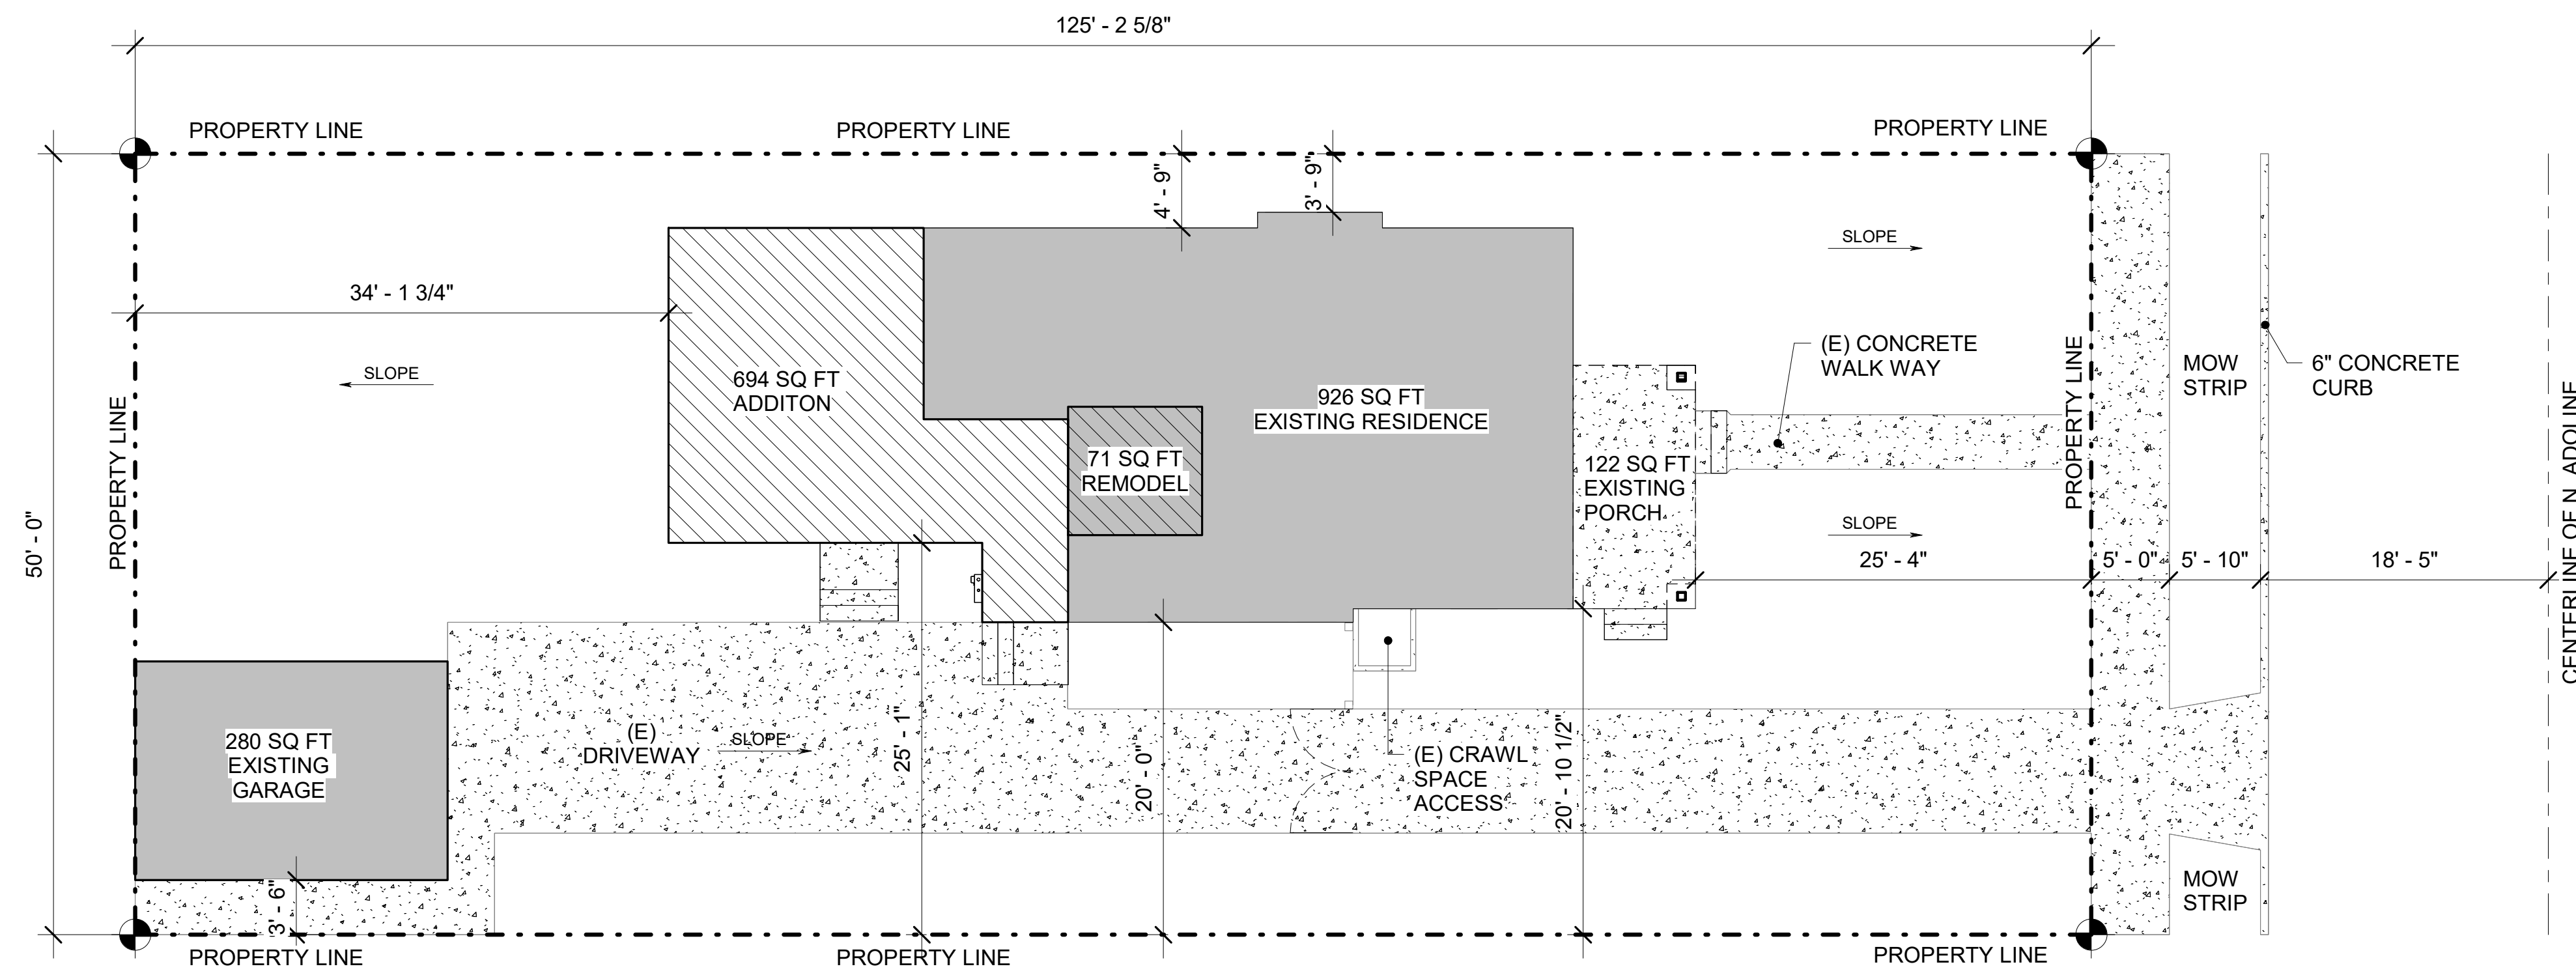 125' - 2 5/8"
PROPERTY LINE
PROPERTY LINE
PROPERTY LINE
4' - 9"
3' - 9"
SLOPE
34' - 1 3/4"
SLOPE
(E) CONCRETE
WALK WAY
MOW
STRIP
6" CONCRETE
CURB
694 SQ FT
ADDITON
926 SQ FT
EXISTING RESIDENCE
71 SQ FT
REMODEL
122 SQ FT
EXISTING
PORCH
PROPERTY LINE
PROPERTY LINE
CENTERLINE OF N. ADOLINE
50' - 0"
SLOPE
25' - 4"
5' - 0"
5' - 10"
18' - 5"
280 SQ FT
EXISTING
GARAGE
(E)
DRIVEWAY
SLOPE
25' - 1"
20' - 0"
(E) CRAWL
SPACE
ACCESS
20' - 10 1/2"
3' - 6"
MOW
STRIP
PROPERTY LINE
PROPERTY LINE
PROPERTY LINE